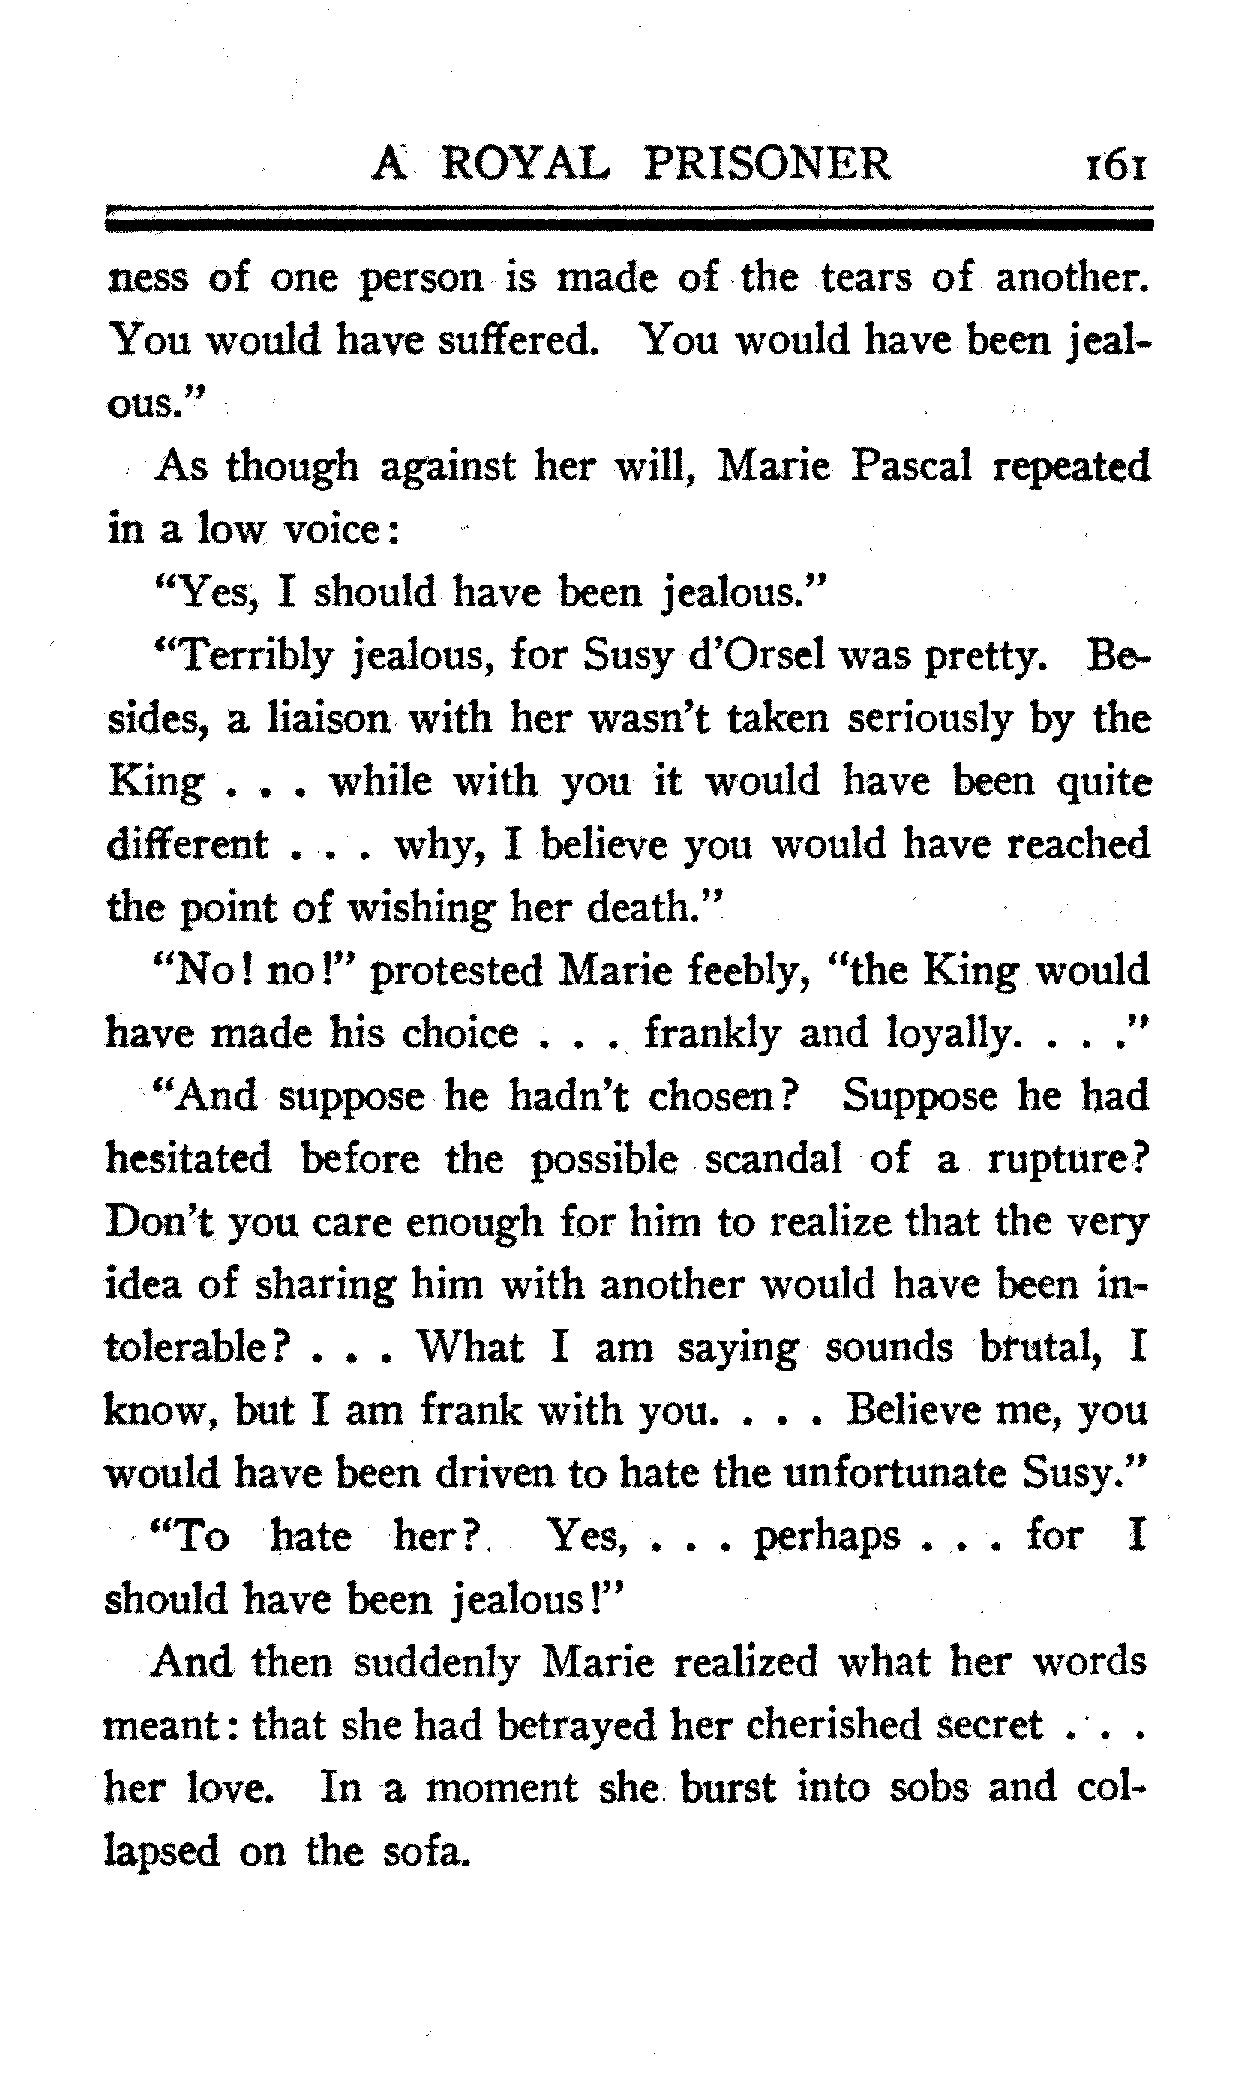 A ROYAL PRISONER 161
ness of one person is made of the tears of another.
You would have suffered. You would have been jeal-
ous."
As though against her will, Marie Pascal repeated
in a low voice:
"Yes, I should have been jealous."
"Terribly jealous, for Susy d'Orsel was pretty. Be-
sides, a liaison with her wasn't taken seriously by the
King . . . while with you it would have been quite
different . . . why, I believe you would have reached
the point of wishing her death."
"No! no!" protested Marie feebly, "the King would
have made his choice . . . frankly and loyally. . . ."
"And suppose he hadn't chosen? Suppose he had
hesitated before the possible scandal of a rupture?
Don't you care enough for him to realize that the very
idea of sharing him with another would have been in-
tolerable? . . . What I am saying sounds brutal, I
know, but I am frank with you. . . . Believe me, you
would have been driven to hate the unfortunate Susy."
"To hate her? Yes, . . . perhaps . . . for I
should have been jealous!"
And then suddenly Marie realized what her words
meant: that she had betrayed her cherished secret . . .
her love. In a moment she burst into sobs and col-
lapsed on the sofa.